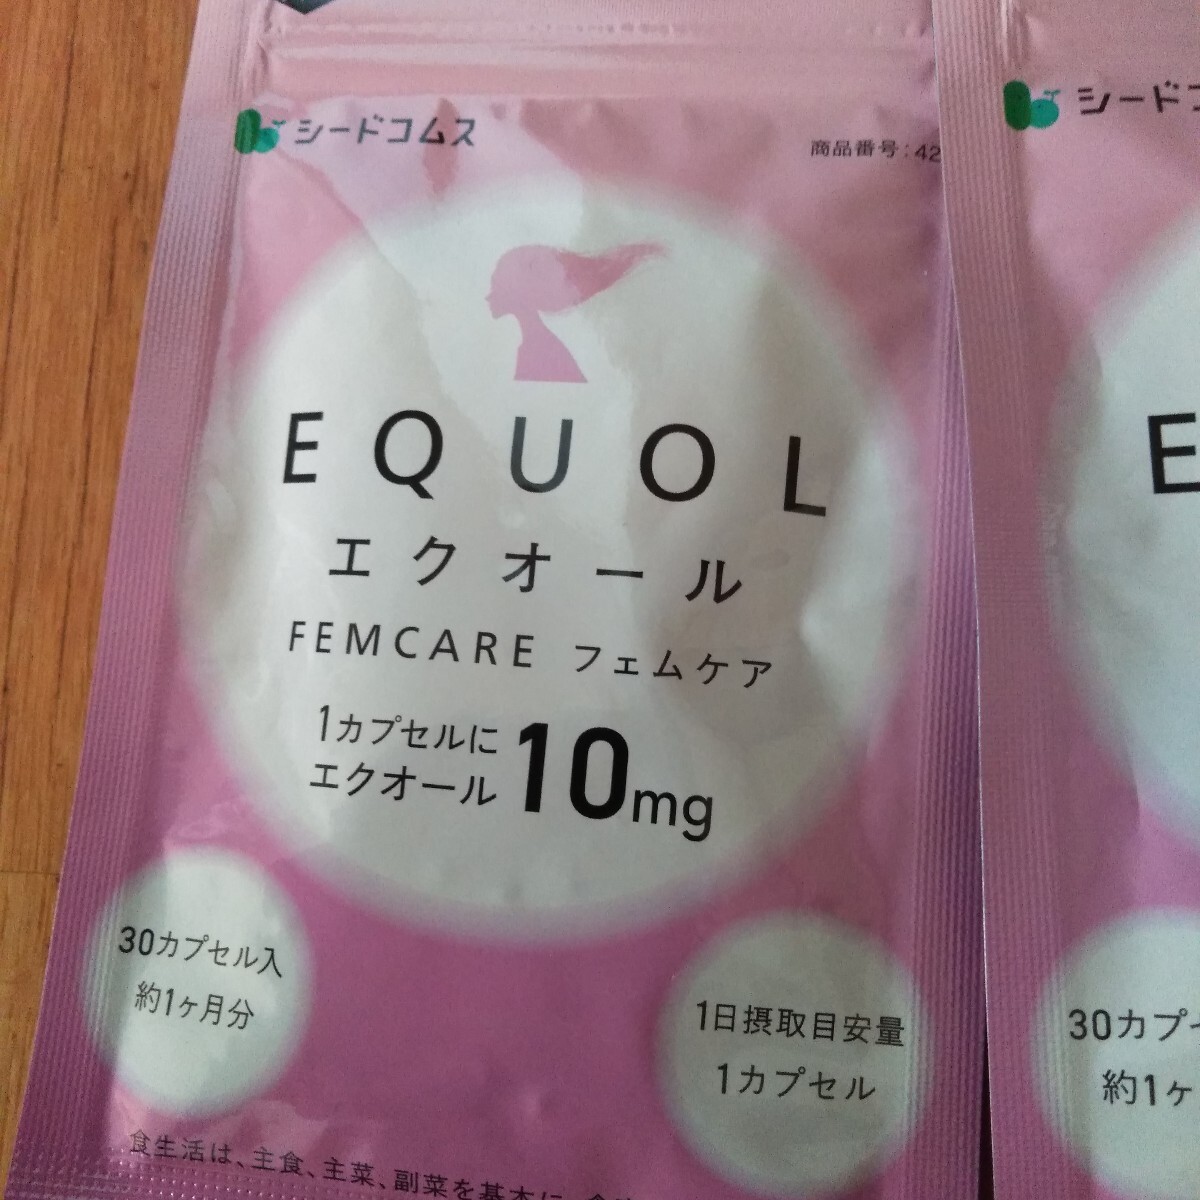 シードコムス
商品番号：42
EQUOL
エクオール
FEMCARE フェムケア
1カプセルに
エクオール 10mg
30カプセル入
約1ヶ月分
1日摂取目安量
1カプセル
食生活は、主食、主菜、副菜を基本に、
シード
E
30カプ
約1ヶ